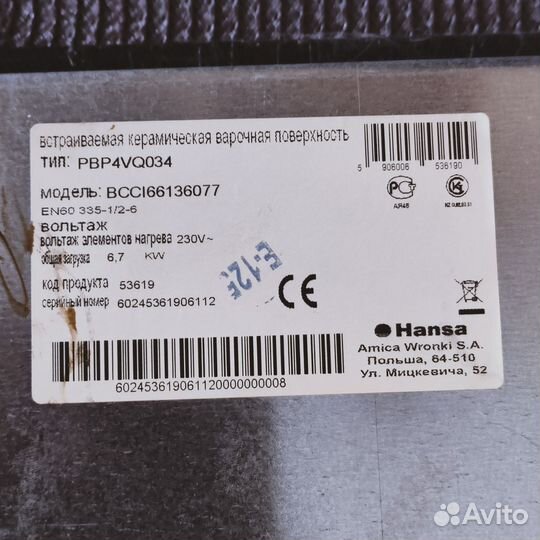 встраиваемая керамическая варочная поверхность
тип: PBP4VQ034
5 906006 536190
модель: BCCI66136077
EN60 335-1/2-6
вольтаж
вольтаж элементов нагрева 230V~
общая загрузка 6,7 KW
АЯ46
код продукта 53619
серийный номер 60245361906112
E-12F
CE
Hansa
Amica Wronki S.A.
Польша, 64-510
Ул. Мицкевича, 52
602453619061120000000008
Avito